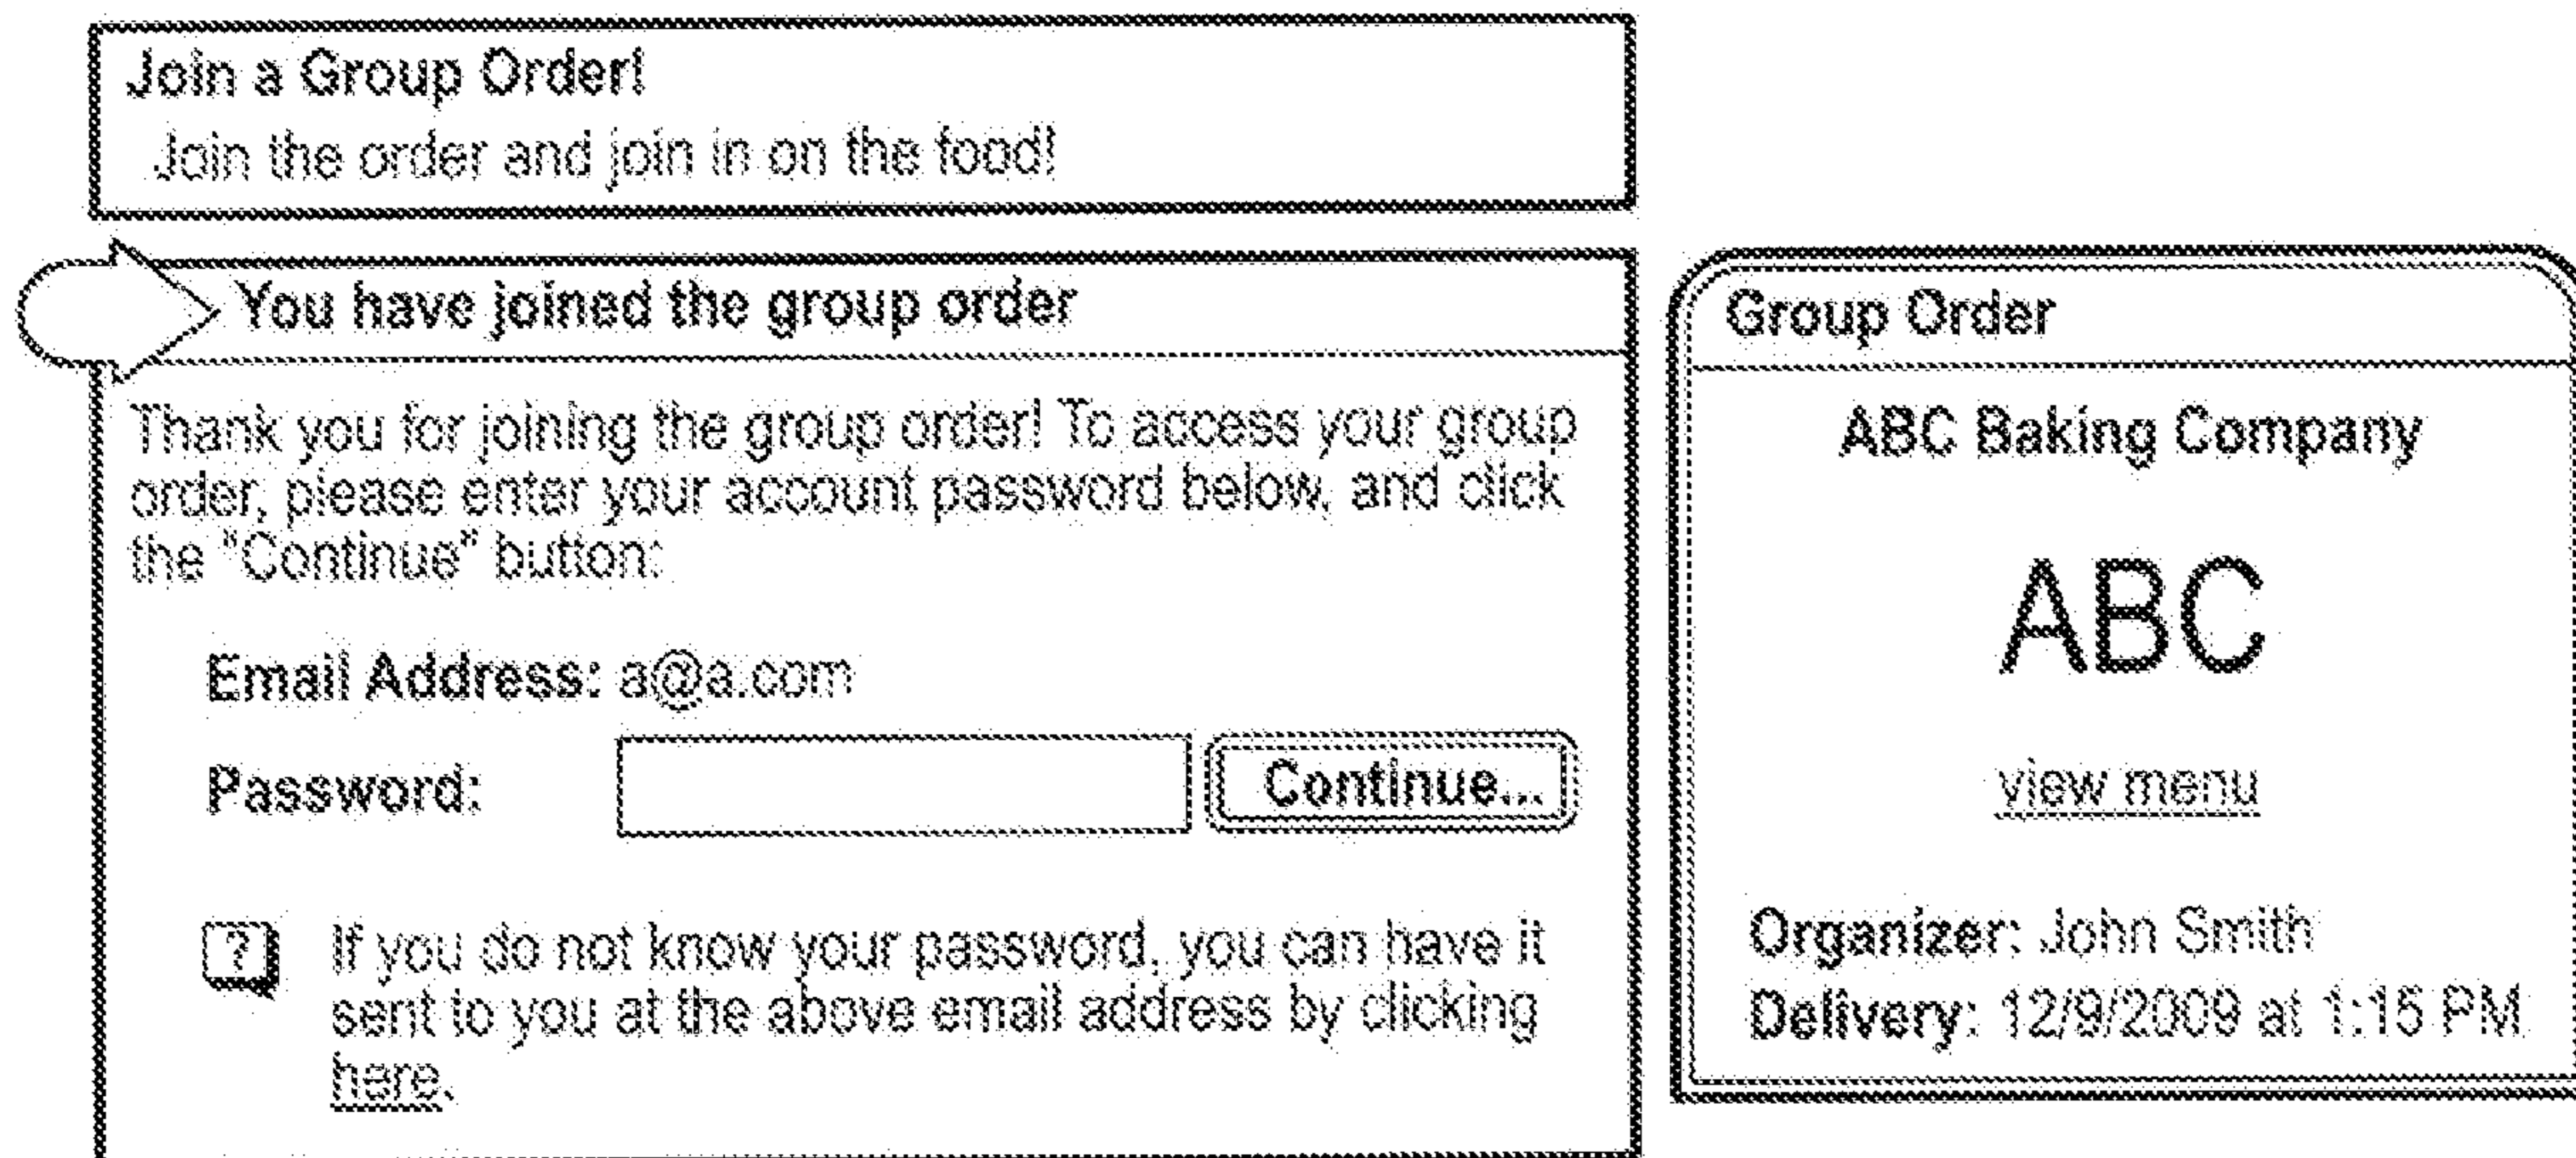 Join a Group Order!
Join the order and join in on the food!
You have joined the group order
Thank you for joining the group order! To access your group
order, please enter your account password below, and click
the "Continue" button:
Email Address: a@a.com
Password:
Continue...
?
If you do not know your password, you can have it
sent to you at the above email address by clicking
here.
Group Order
ABC Baking Company
ABC
view menu
Organizer: John Smith
Delivery: 12/9/2009 at 1:15 PM